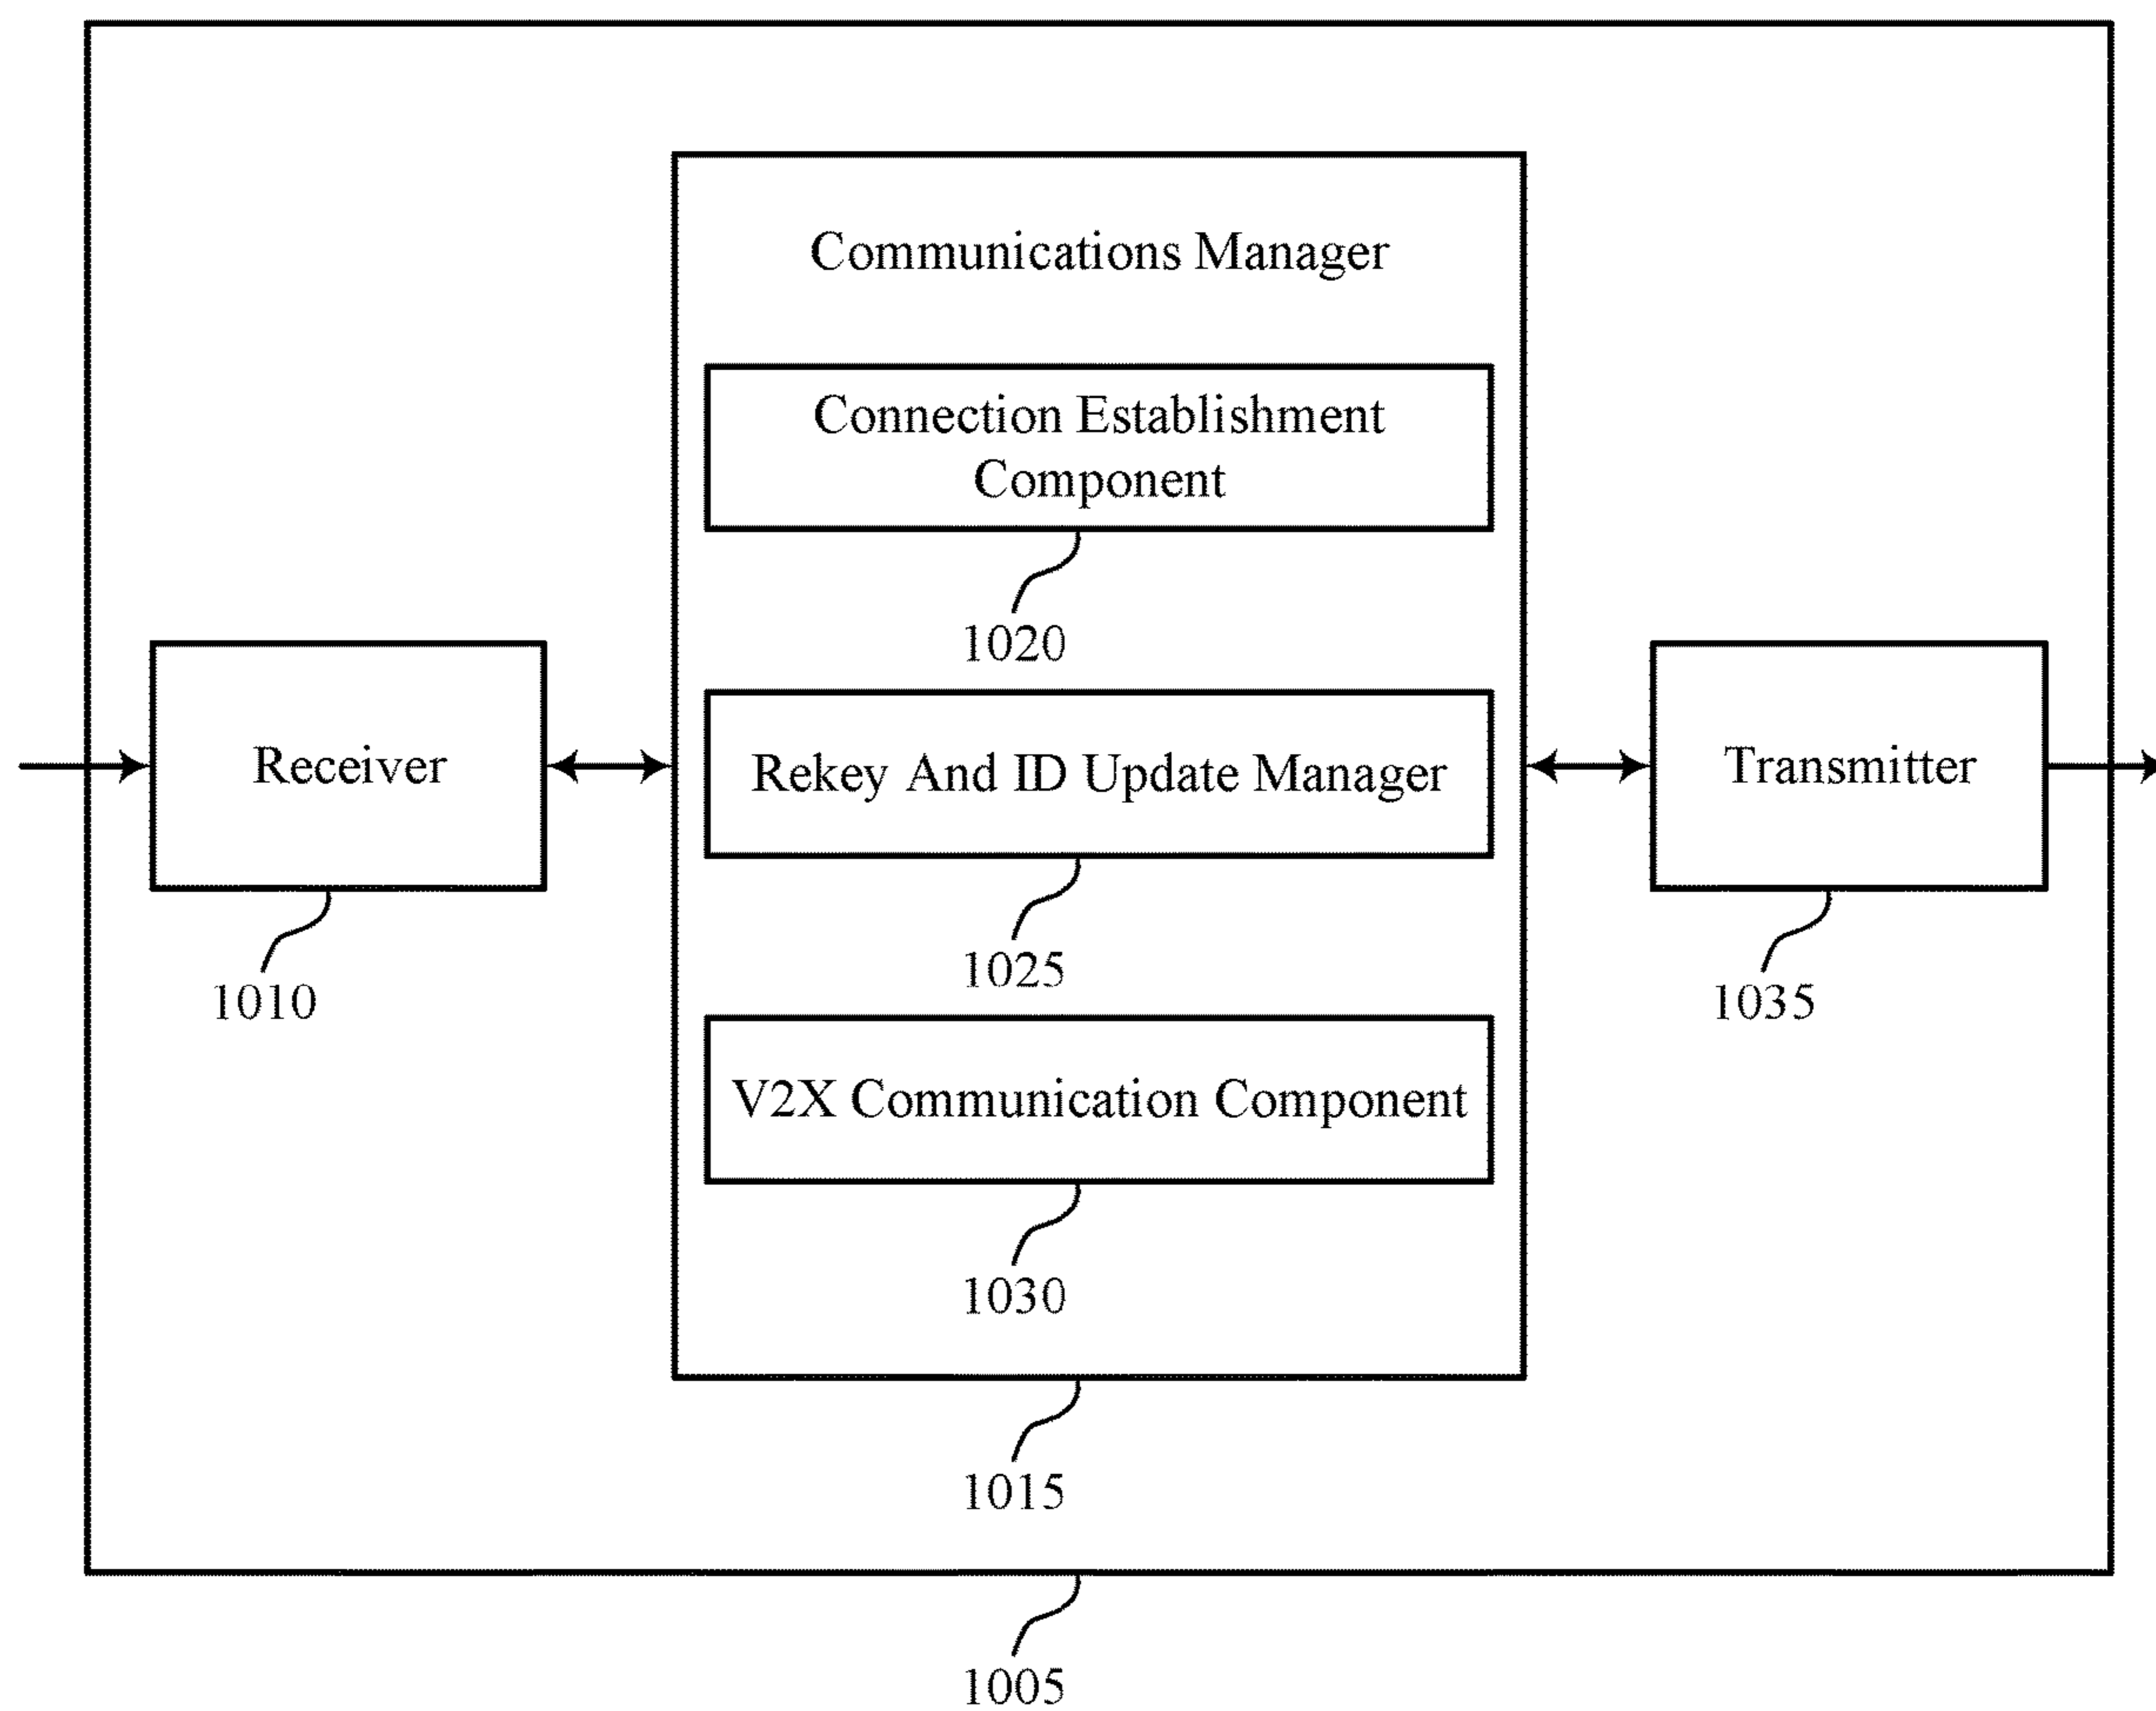 Communications Manager
Connection Establishment
Component
1020
Receiver
1010
Rekey And ID Update Manager
1025
Transmitter
1035
V2X Communication Component
1030
1015
1005